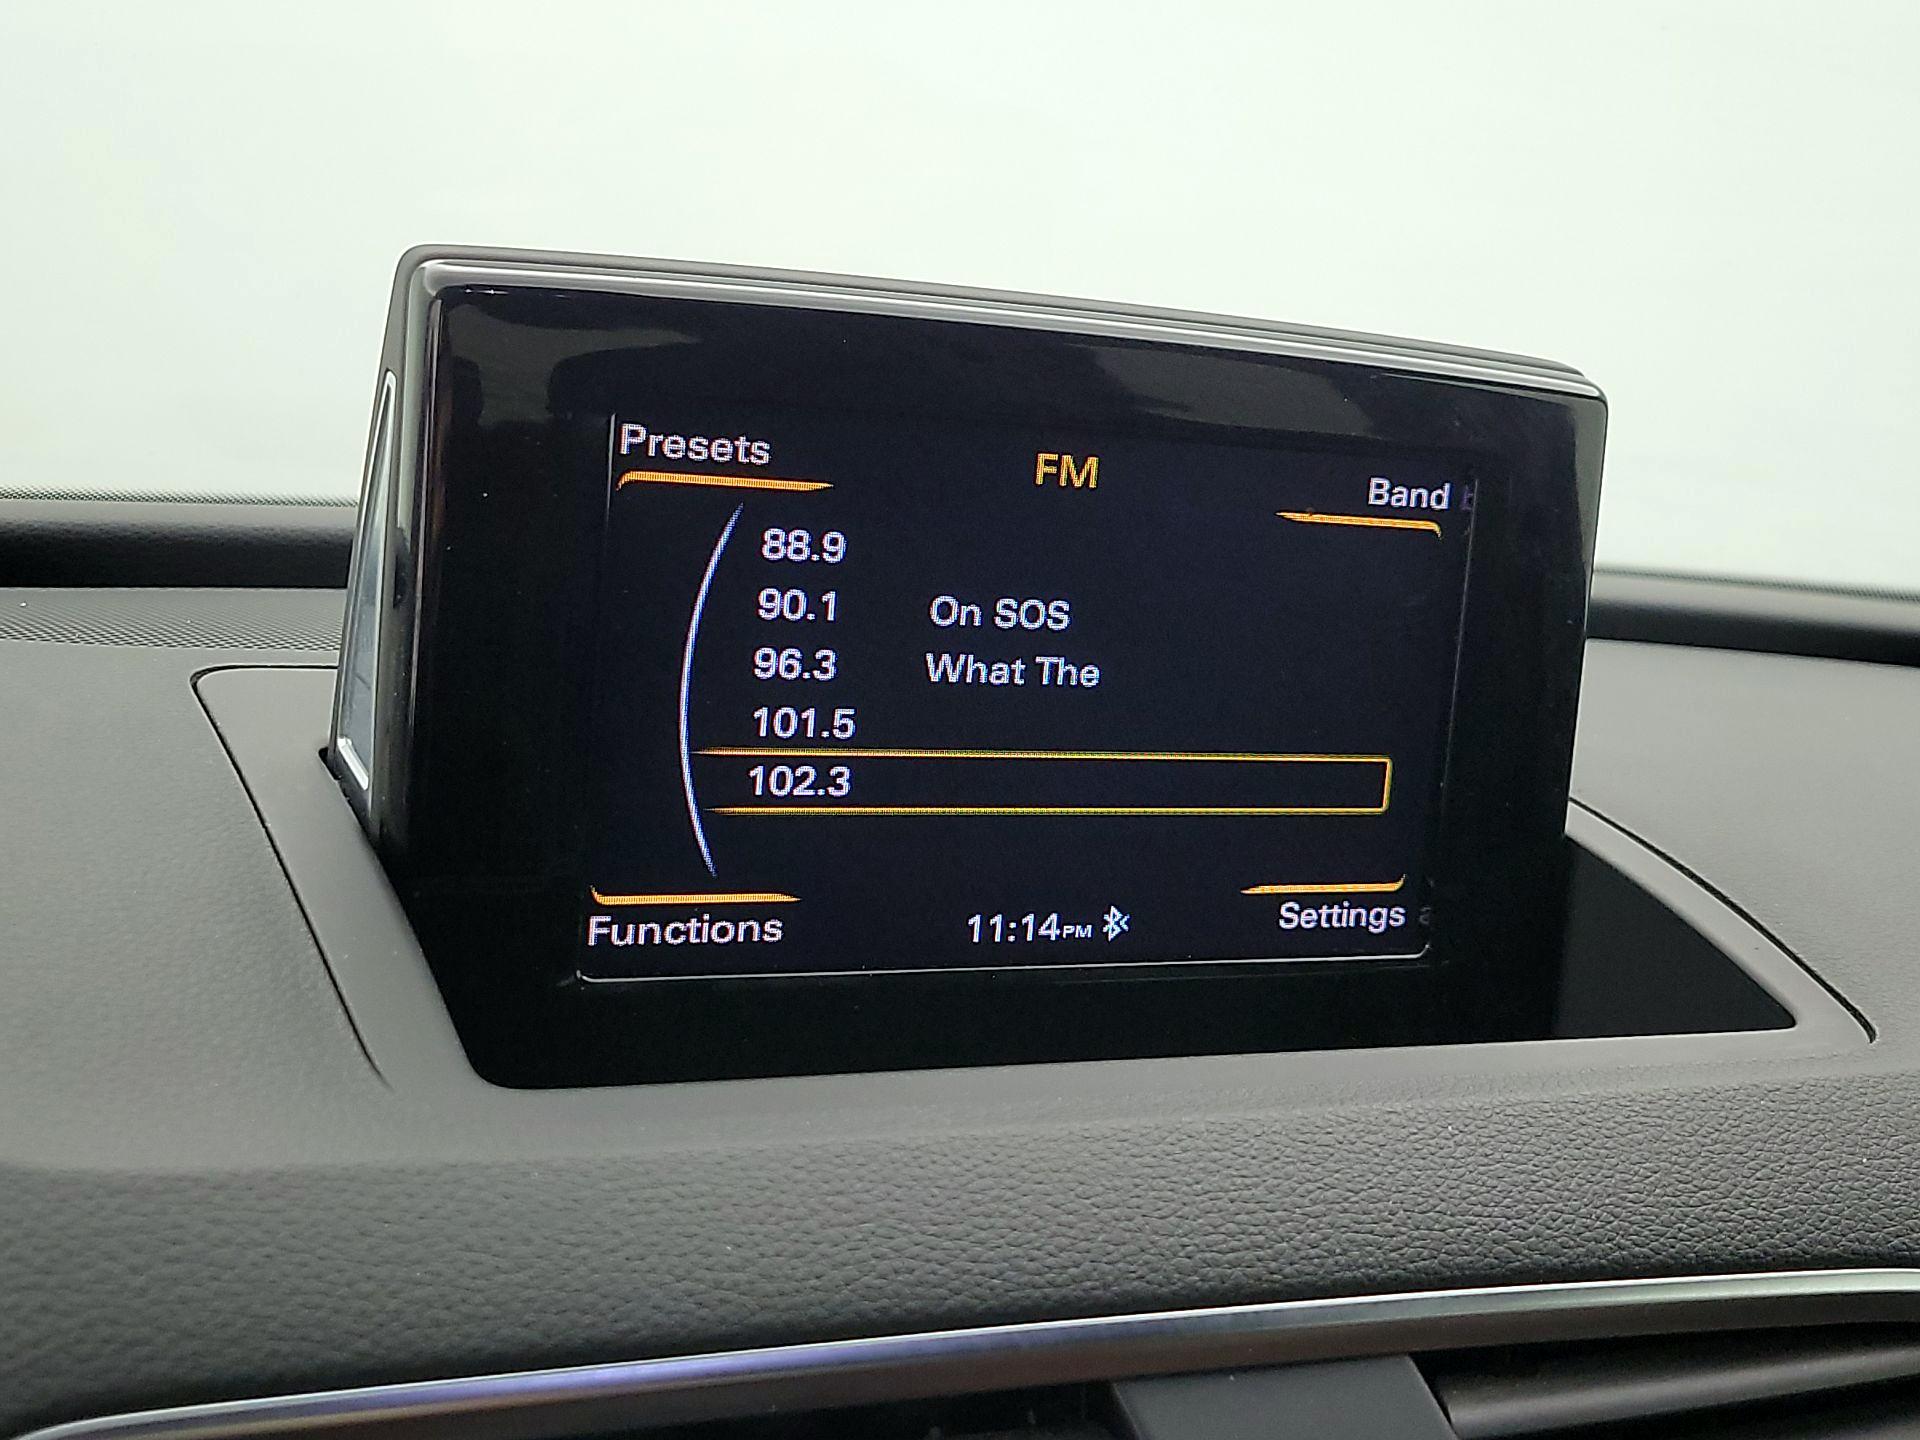 Presets
FM
Band
88.9
90.1 On SOS
96.3 What The
101.5
102.3
Functions
11:14PM
Settings